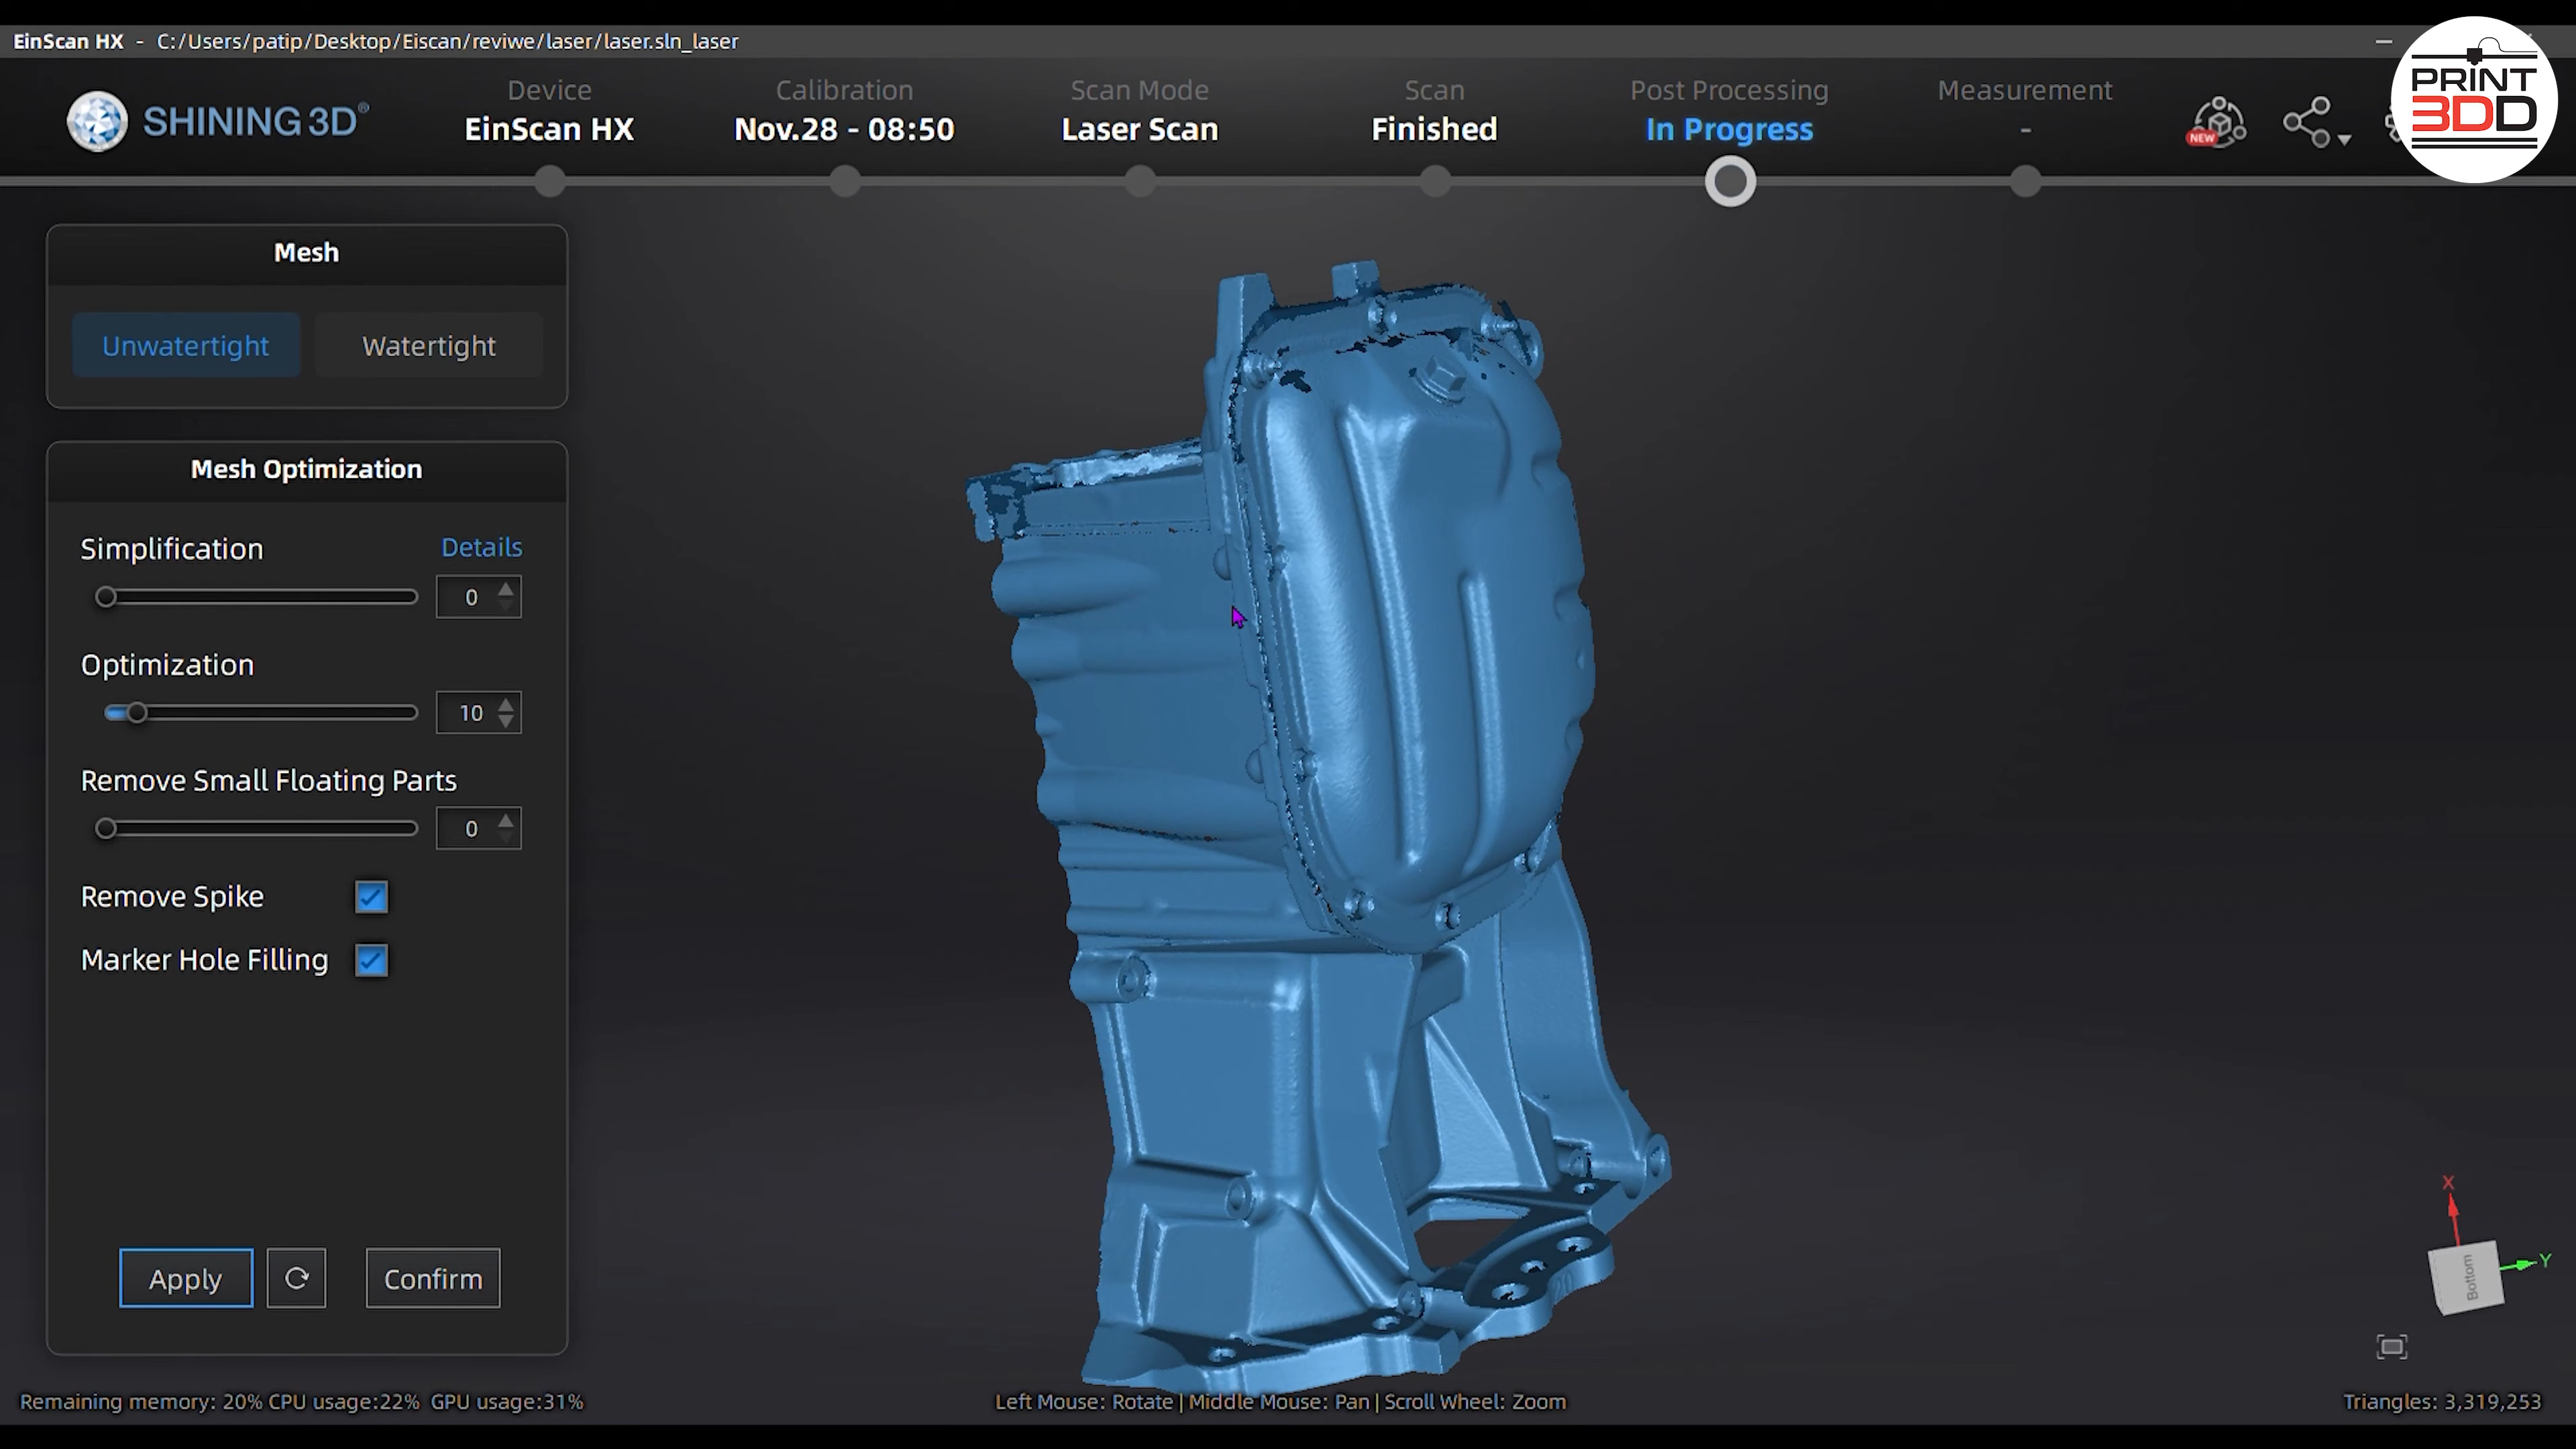 EinScan HX - C:/Users/patip/Desktop/Eiscan/reviwe/laser/laser.sln_laser
PRINT
3DD
SHINING 3D®
Device
EinScan HX
Calibration
Nov.28 - 08:50
Scan Mode
Laser Scan
Scan
Finished
Post Processing
In Progress
Measurement
-
NEW
Mesh
Unwatertight
Watertight
Mesh Optimization
Simplification
Details
0
Optimization
10
Remove Small Floating Parts
0
Remove Spike
Marker Hole Filling
Apply
Confirm
X
Y
Bottom
Remaining memory: 20% CPU usage:22% GPU usage:31%
Left Mouse: Rotate | Middle Mouse: Pan | Scroll Wheel: Zoom
Triangles: 3,319,253